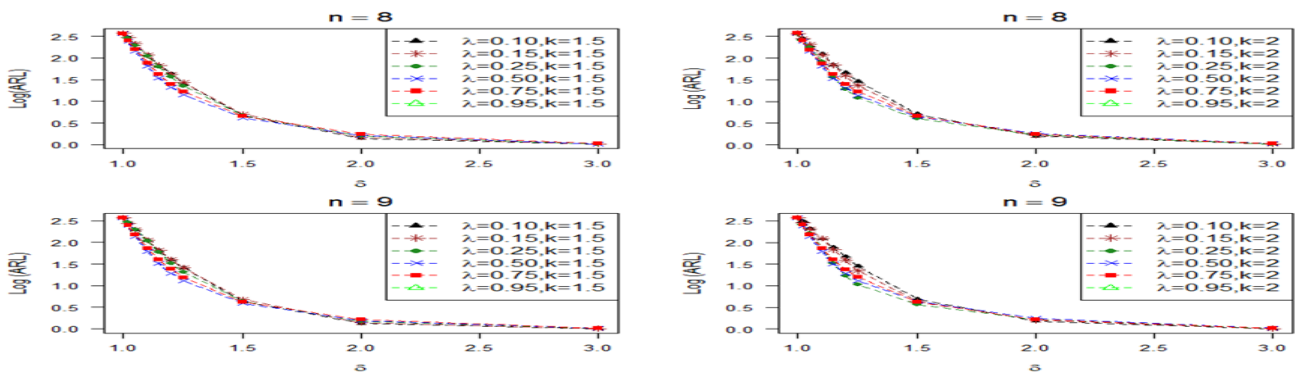 n = 8
Log(ARL)
2.5
2.0
1.5
1.0
0.5
0.0
λ=0.10,k=1.5
λ=0.15,k=1.5
λ=0.25,k=1.5
λ=0.50,k=1.5
λ=0.75,k=1.5
λ=0.95,k=1.5
1.0 1.5 2.0 2.5 3.0
δ
n = 8
Log (ARL)
2.5
2.0
1.5
1.0
0.5
0.0
λ=0.10,k=2
λ=0.15,k=2
λ=0.25,k=2
λ=0.50,k=2
λ=0.75,k=2
λ=0.95,k=2
1.0 1.5 2.0 2.5 3.0
δ
n = 9
Log (ARL)
2.5
2.0
1.5
1.0
0.5
0.0
λ=0.10,k=1.5
λ=0.15,k=1.5
λ=0.25,k=1.5
λ=0.50,k=1.5
λ=0.75,k=1.5
λ=0.95,k=1.5
1.0 1.5 2.0 2.5 3.0
δ
n = 9
Log (ARL)
2.5
2.0
1.5
1.0
0.5
0.0
λ=0.10,k=2
λ=0.15,k=2
λ=0.25,k=2
λ=0.50,k=2
λ=0.75,k=2
λ=0.95,k=2
1.0 1.5 2.0 2.5 3.0
δ